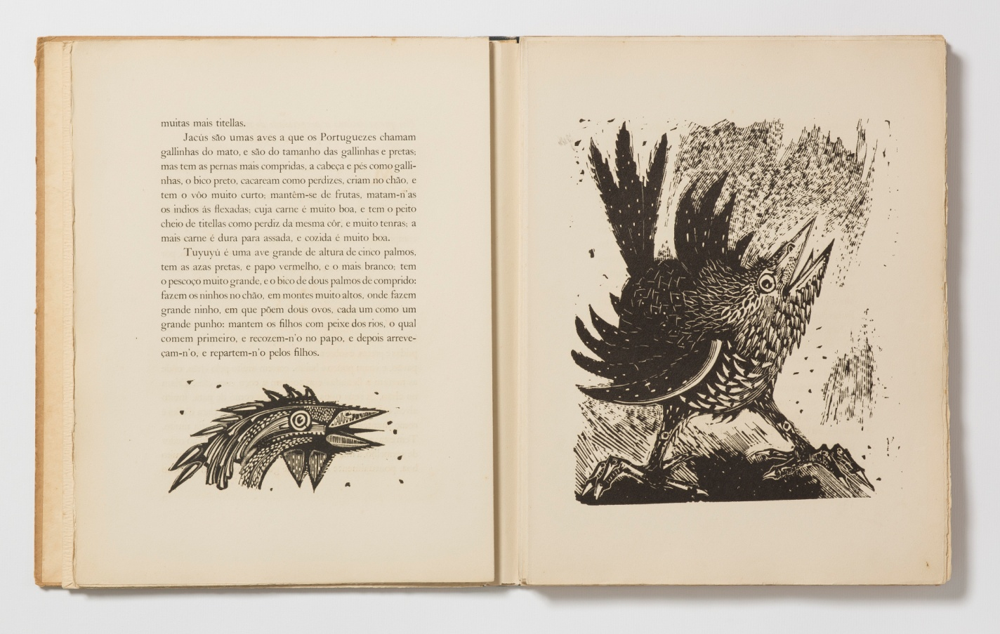 muitas mais titellas.
Jacús são umas aves a que os Portuguezes chamam
gallinhas do mato, e são do tamanho das gallinhas e pretas;
mas tem as pernas mais compridas, a cabeça e pés como galli-
nhas, o bico preto, cacaream como perdizes, criam no chão, e
tem o vôo muito curto; mantêm-se de frutas, matam-n'as
os indios ás flexadas; cuja carne é muito boa, e tem o peito
cheio de titellas como perdiz da mesma côr, e muito tenras; a
mais carne é dura para assada, e cozida é muito boa.
Tuyuyú é uma ave grande de altura de cinco palmos,
tem as azas pretas, e papo vermelho, e o mais branco; tem
o pescoço muito grande, e o bico de dous palmos de comprido:
fazem os ninhos no chão, em montes muito altos, onde fazem
grande ninho, em que põem dous ovos, cada um como um
grande punho: mantem os filhos com peixe dos rios, o qual
comem primeiro, e recozem-n'o no papo, e depois arreve-
çam-n'o, e repartem-n'o pelos filhos.